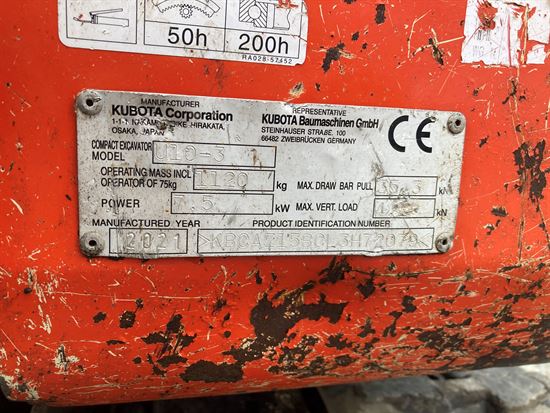 50h
200h
RA028-57452
MANUFACTURER
KUBOTA Corporation
OSAKA, JAPAN
REPRESENTATIVE
KUBOTA Baumaschinen GmbH
STEINHAUSER STRAßE 100
66482 ZWEIBRÜCKEN GERMANY
CE
COMPACT EXCAVATOR
MODEL U10-3
OPERATING MASS INCL
OPERATOR OF 75kg 1120 kg
MAX. DRAW BAR PULL kN
POWER 7.5 kW
MAX. VERT. LOAD kN
MANUFACTURED YEAR
2021
PRODUCT IDENTIFICATION NUMBER